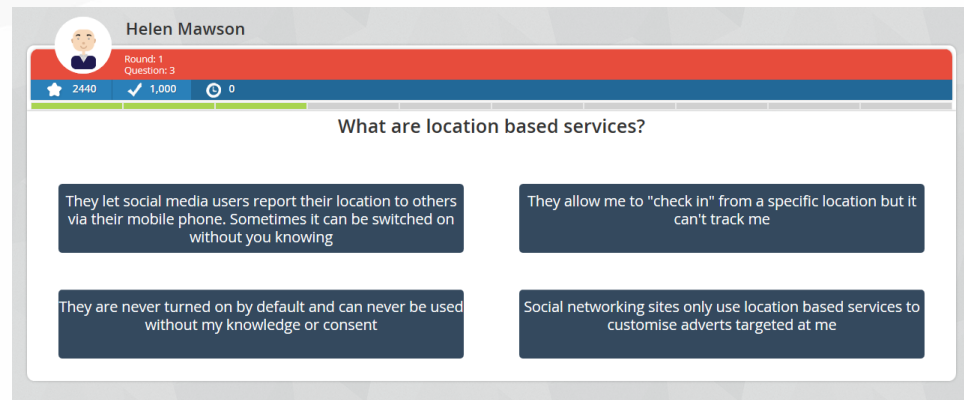 Helen Mawson
Round: 1
Question: 3
2440 1,000 0
What are location based services?
They let social media users report their location to others
via their mobile phone. Sometimes it can be switched on
without you knowing
They allow me to "check in" from a specific location but it
can't track me
They are never turned on by default and can never be used
without my knowledge or consent
Social networking sites only use location based services to
customise adverts targeted at me